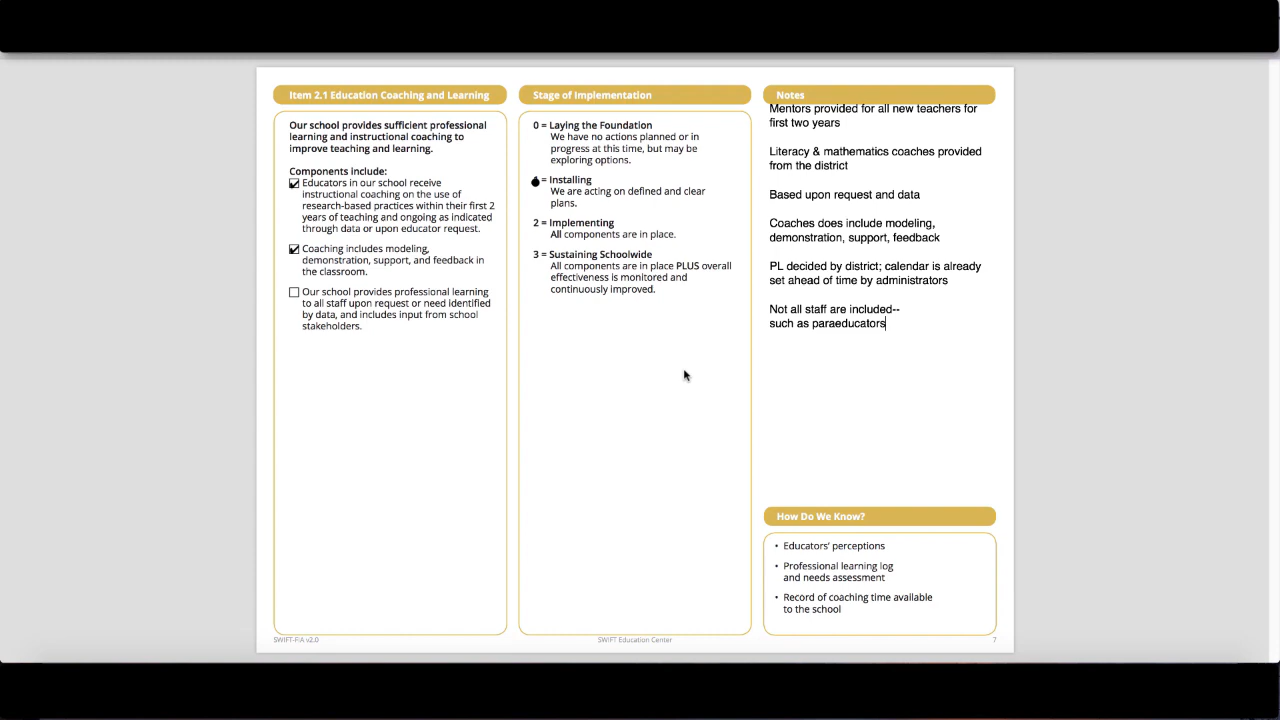 Item 2.1 Education Coaching and Learning
Our school provides sufficient professional
learning and instructional coaching to
improve teaching and learning.
Components include:
Educators in our school receive
instructional coaching on the use of
research-based practices within their first 2
years of teaching and ongoing as indicated
through data or upon educator request.
Coaching includes modeling,
demonstration, support, and feedback in
the classroom.
Our school provides professional learning
to all staff upon request or need identified
by data, and includes input from school
stakeholders.
Stage of Implementation
0 = Laying the Foundation
We have no actions planned or in
progress at this time, but may be
exploring options.
= Installing
We are acting on defined and clear
plans.
2 = Implementing
All components are in place.
3 = Sustaining Schoolwide
All components are in place PLUS overall
effectiveness is monitored and
continuously improved.
Notes
Mentors provided for all new teachers for
first two years
Literacy & mathematics coaches provided
from the district
Based upon request and data
Coaches does include modeling,
demonstration, support, feedback
PL decided by district; calendar is already
set ahead of time by administrators
Not all staff are included--
such as paraeducators
How Do We Know?
• Educators' perceptions
• Professional learning log
and needs assessment
• Record of coaching time available
to the school
SWIFT-FIA v2.0
SWIFT Education Center
7